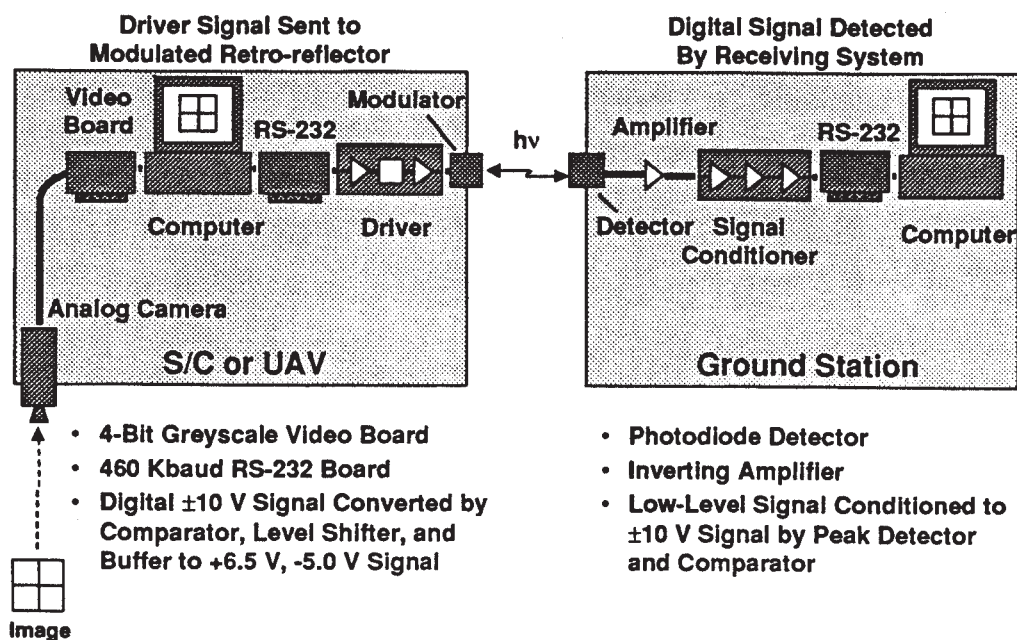 Driver Signal Sent to
Modulated Retro-reflector
Video
Board
RS-232
Modulator
Computer
Driver
Analog Camera
S/C or UAV
hν
Digital Signal Detected
By Receiving System
Amplifier
RS-232
Detector
Signal
Conditioner
Computer
Ground Station
• 4-Bit Greyscale Video Board
• 460 Kbaud RS-232 Board
• Digital ±10 V Signal Converted by
Comparator, Level Shifter, and
Buffer to +6.5 V, -5.0 V Signal
• Photodiode Detector
• Inverting Amplifier
• Low-Level Signal Conditioned to
±10 V Signal by Peak Detector
and Comparator
Image